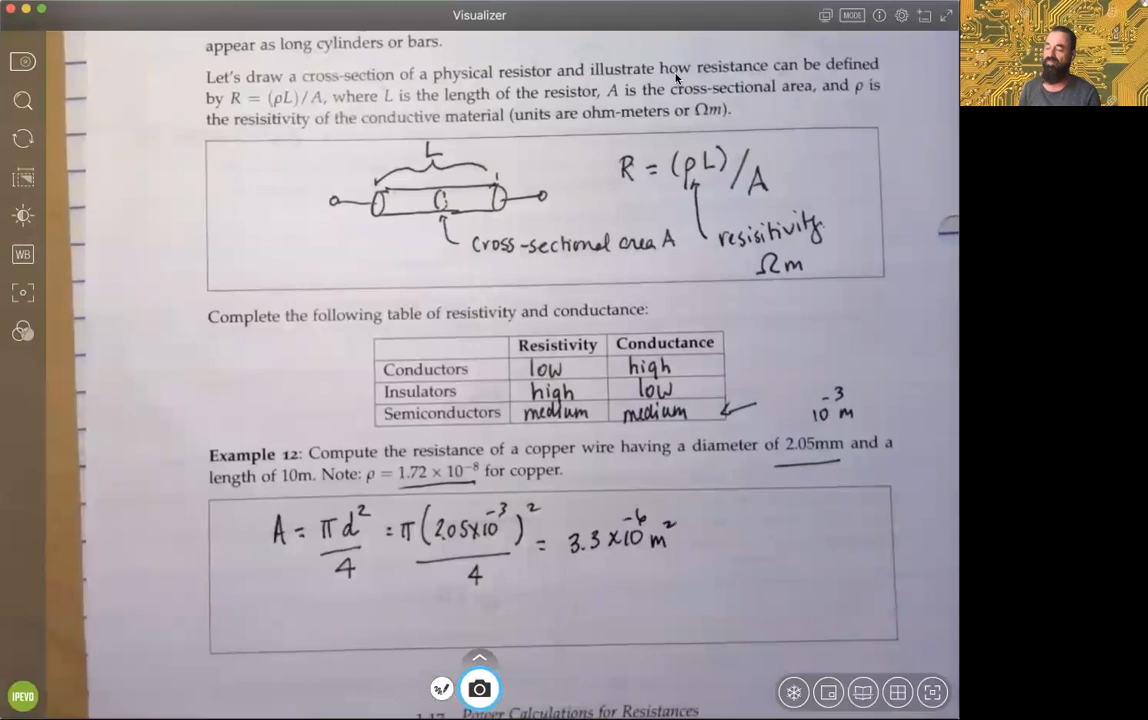 Visualizer
MODE
appear as long cylinders or bars.
Let's draw a cross-section of a physical resistor and illustrate how resistance can be defined
by R = (ρL)/A, where L is the length of the resistor, A is the cross-sectional area, and ρ is
the resisitivity of the conductive material (units are ohm-meters or Ωm).
L
R = (ρL)/A
cross-sectional area A
resisitivity
Ωm
Complete the following table of resistivity and conductance:
Resistivity Conductance
Conductors low high
Insulators high low
Semiconductors medium medium
10⁻³ m
Example 12: Compute the resistance of a copper wire having a diameter of 2.05mm and a
length of 10m. Note: ρ = 1.72 × 10⁻⁸ for copper.
A = πd²/4 = π(2.05×10⁻³)²/4 = 3.3×10⁻⁶ m²
WB
IPEVO
1.17 Power Calculations for Resistances